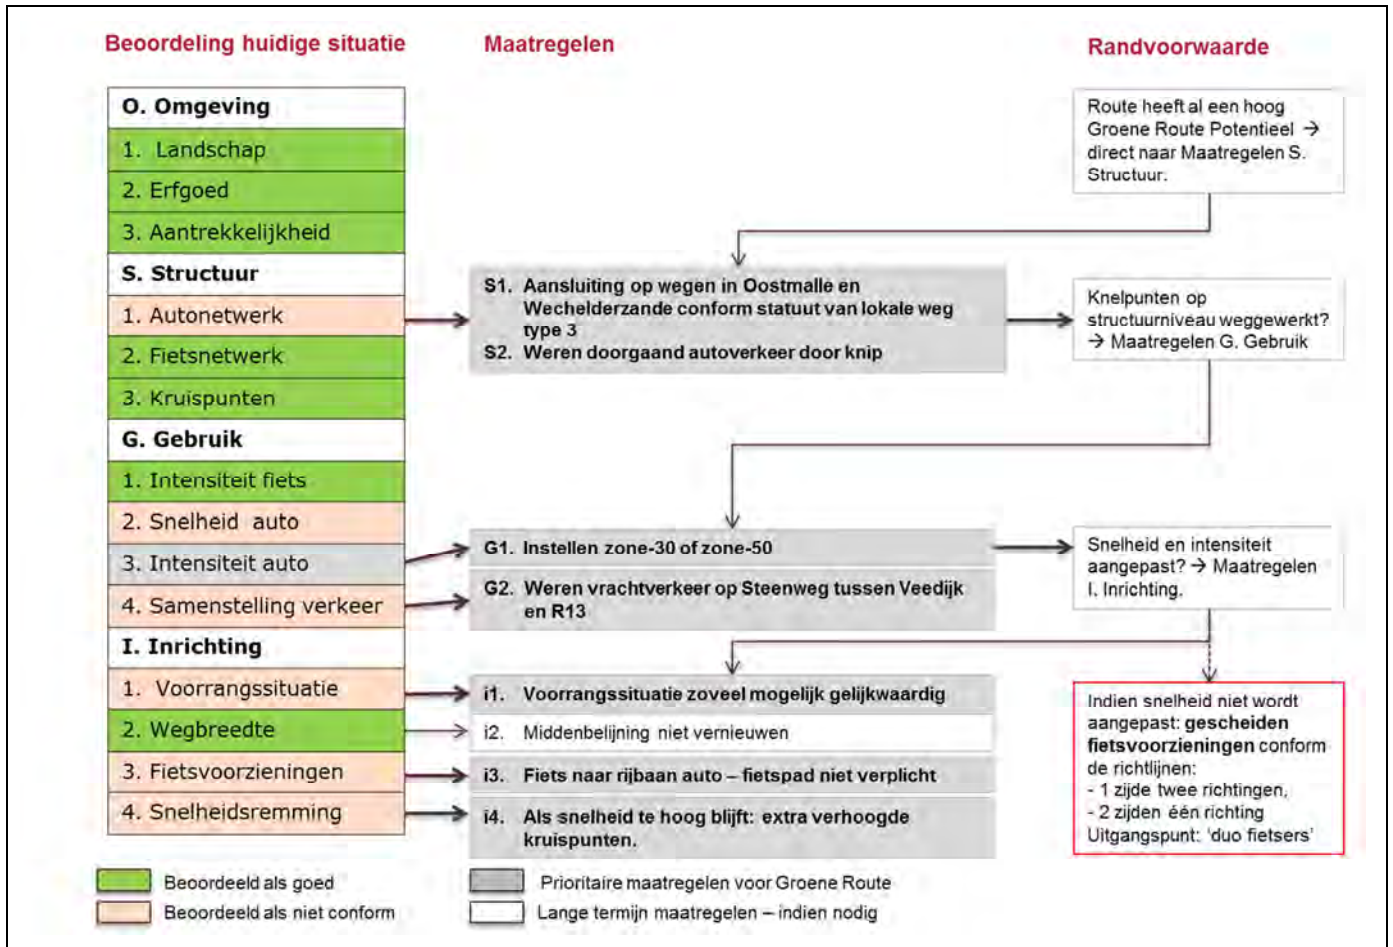 Beoordeling huidige situatie
Maatregelen
Randvoorwaarde
O. Omgeving
1. Landschap
2. Erfgoed
3. Aantrekkelijkheid
S. Structuur
1. Autonetwerk
2. Fietsnetwerk
3. Kruispunten
G. Gebruik
1. Intensiteit fiets
2. Snelheid auto
3. Intensiteit auto
4. Samenstelling verkeer
I. Inrichting
1. Voorrangssituatie
2. Wegbreedte
3. Fietsvoorzieningen
4. Snelheidsremming
S1. Aansluiting op wegen in Oostmalle en
Wechelderzande conform statuut van lokale weg
type 3
S2. Weren doorgaand autoverkeer door knip
G1. Instellen zone-30 of zone-50
G2. Weren vrachtverkeer op Steenweg tussen Veedijk
en R13
i1. Voorrangssituatie zoveel mogelijk gelijkwaardig
i2. Middenbelijning niet vernieuwen
i3. Fiets naar rijbaan auto – fietspad niet verplicht
i4. Als snelheid te hoog blijft: extra verhoogde
kruispunten.
Route heeft al een hoog
Groene Route Potentieel →
direct naar Maatregelen S.
Structuur.
Knelpunten op
structuurniveau weggewerkt?
→ Maatregelen G. Gebruik
Snelheid en intensiteit
aangepast? → Maatregelen
I. Inrichting.
Indien snelheid niet wordt
aangepast: gescheiden
fietsvoorzieningen conform
de richtlijnen:
- 1 zijde twee richtingen,
- 2 zijden één richting
Uitgangspunt: ‘duo fietsers’
Beoordeeld als goed
Beoordeeld als niet conform
Prioritaire maatregelen voor Groene Route
Lange termijn maatregelen – indien nodig